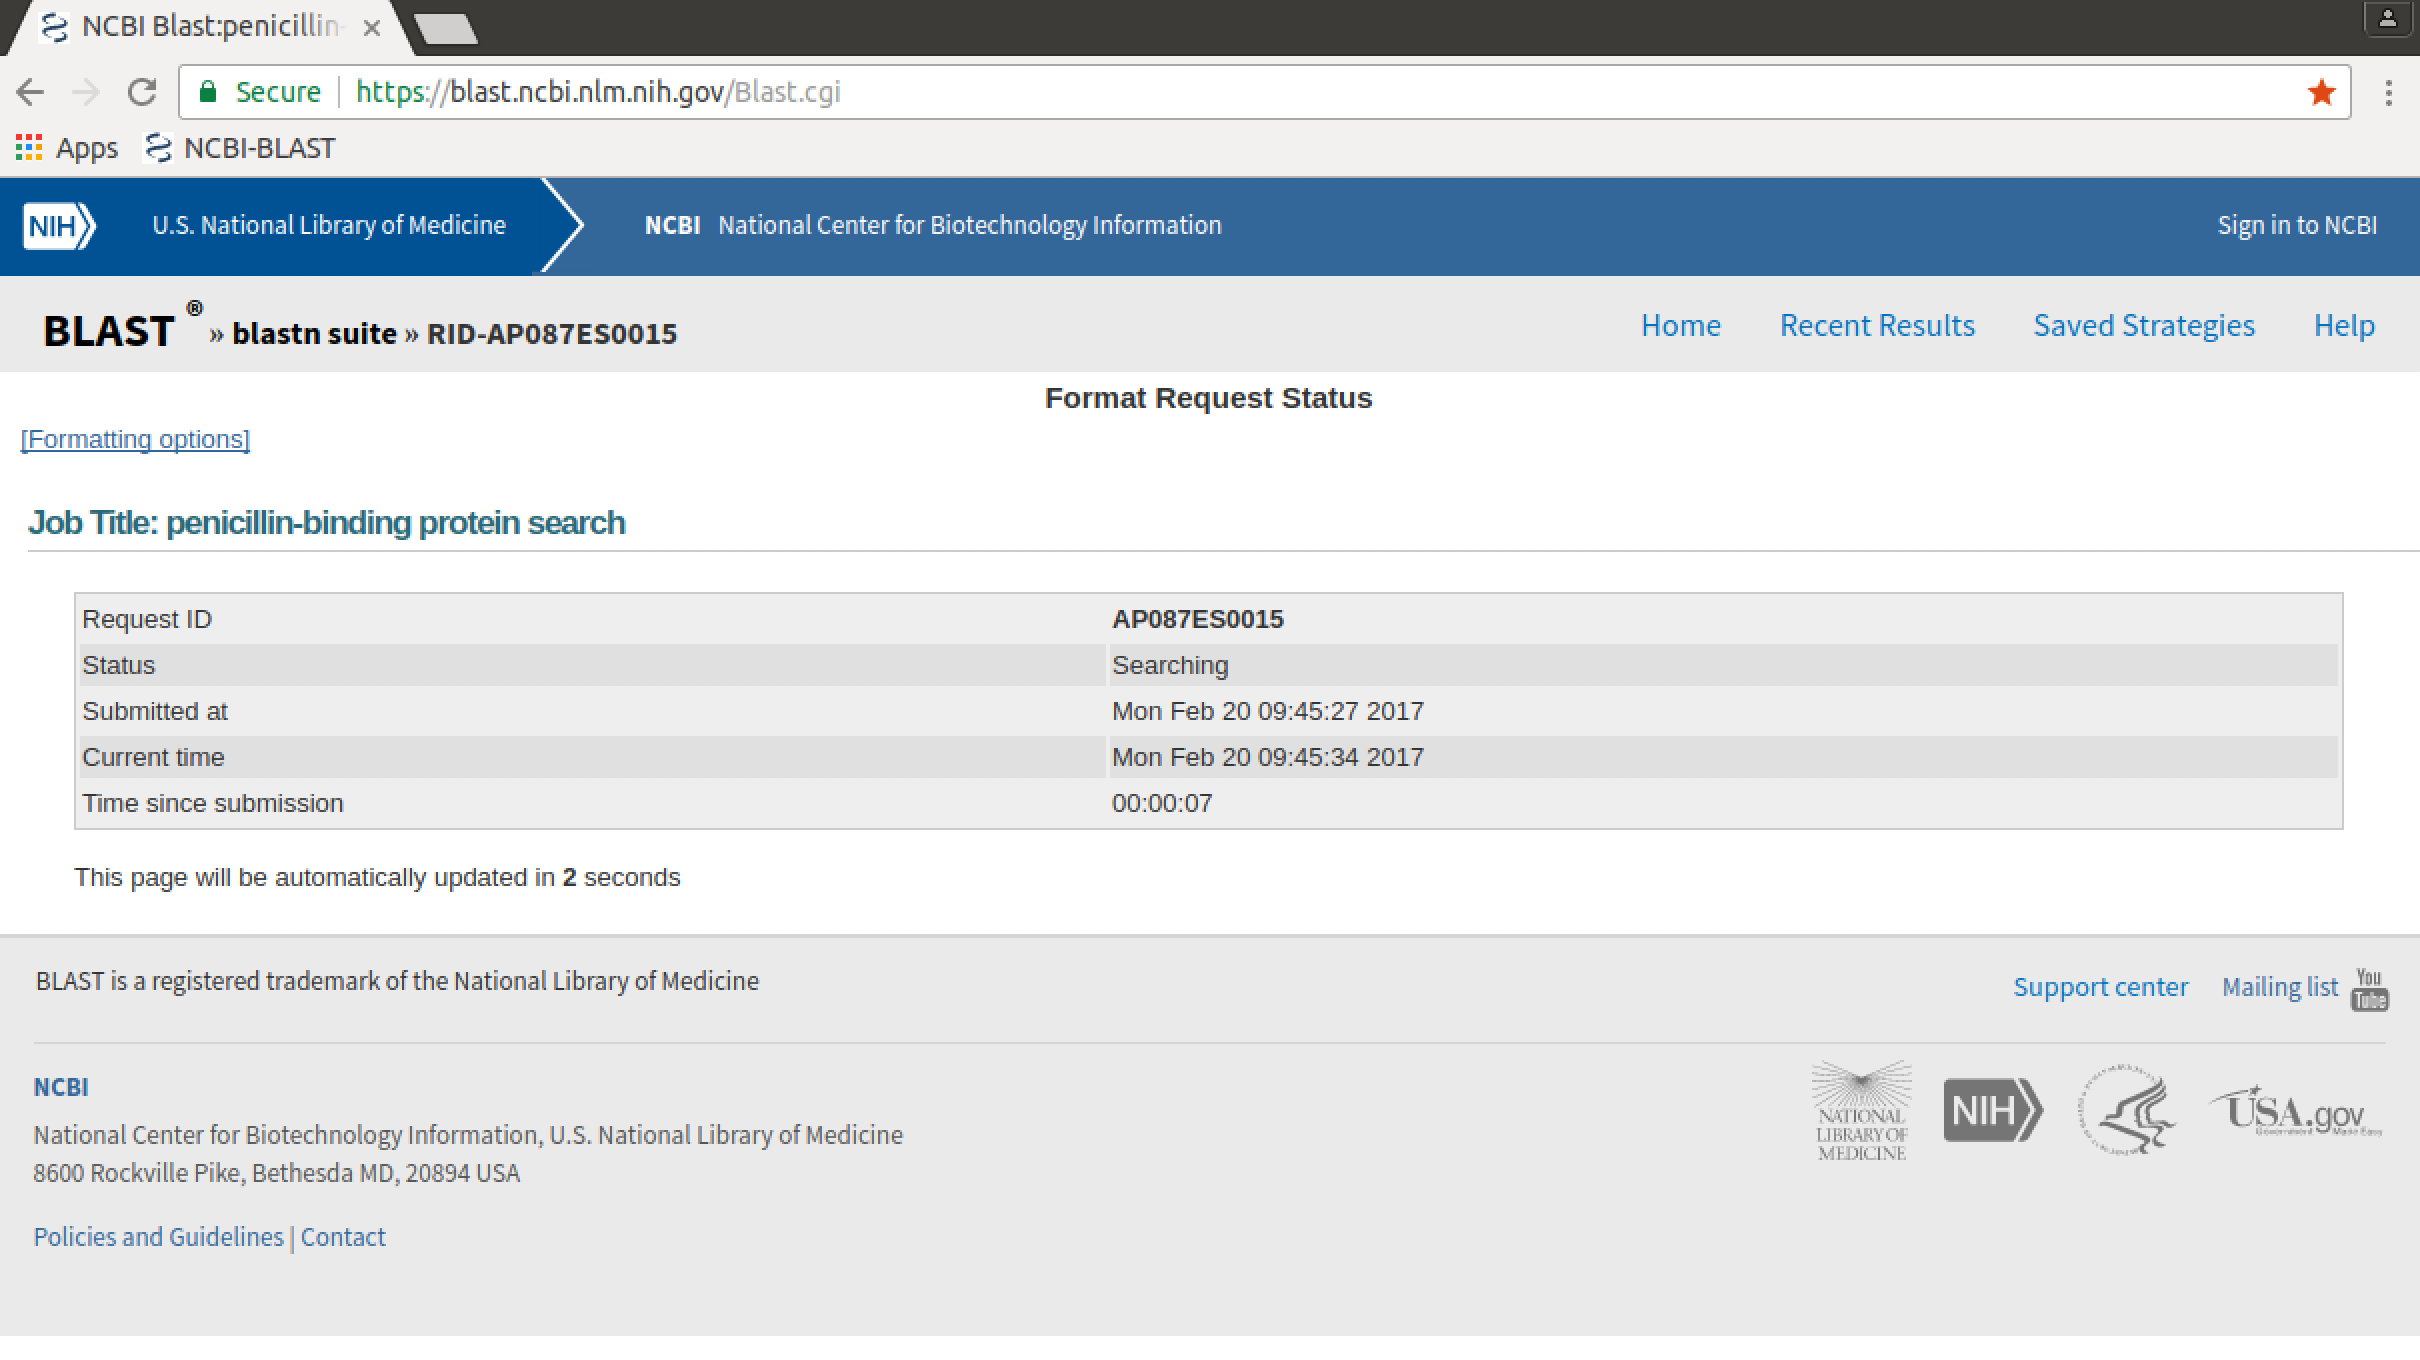 NCBI Blast:penicillin-
Secure https://blast.ncbi.nlm.nih.gov/Blast.cgi
Apps NCBI-BLAST
NIH U.S. National Library of Medicine NCBI National Center for Biotechnology Information Sign in to NCBI
BLAST ® » blastn suite » RID-AP087ES0015 Home Recent Results Saved Strategies Help
Format Request Status
[Formatting options]
Job Title: penicillin-binding protein search
Request ID AP087ES0015
Status Searching
Submitted at Mon Feb 20 09:45:27 2017
Current time Mon Feb 20 09:45:34 2017
Time since submission 00:00:07
This page will be automatically updated in 2 seconds
BLAST is a registered trademark of the National Library of Medicine Support center Mailing list You Tube
NCBI
National Center for Biotechnology Information, U.S. National Library of Medicine
8600 Rockville Pike, Bethesda MD, 20894 USA
Policies and Guidelines | Contact
NATIONAL
LIBRARY OF
MEDICINE
NIH
USA.gov
Government Made Easy